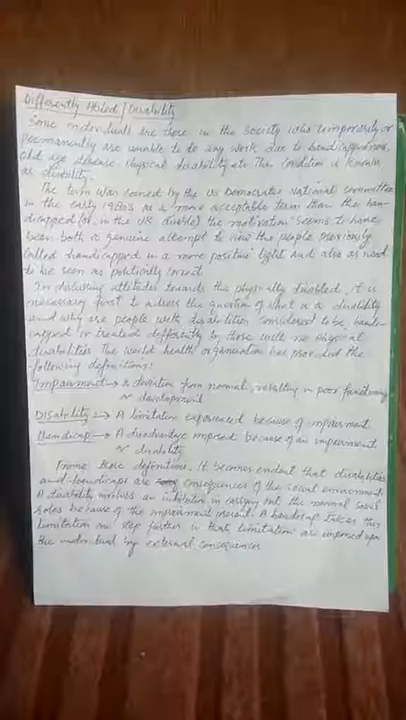 Differently Abled / Disability
Some individuals are there in the society who temporarily or
permanently are unable to do any work due to handicappedness,
Old age disease, Physical disability etc. This condition is known
as disability.
The term was coined by the US Democratic National committee
in the early 1980s as a more acceptable term than the han-
dicapped (or, in the UK disable) the motivation seems to have
been both a genuine attempt to view the people previously
called handicapped in a more positive light and also as need
to be seen as politically correct.
In discussing attitudes towards the physically disabled, it is
necessary first to adress the question of what is a disability
and why are people with disabilities considered to be, handi-
capped or treated differently by those with no Physical
disabilities. The world health organisation has provided the
following definitions:
Impairment → a deviation from normal, resulting in poor functioning
or development
Disability → A limitation experienced because of impairment.
Handicap → A disadvantage imposed because of an impairment
or disability
From these definitions, It becomes evident that disabilities
and handicaps are consequences of the social environment.
A disability involves an inhibition in carrying out the normal social
roles because of the impairment present. A handicap takes this
limitation one step farther in that limitation are imposed upon
the individual by external consequences